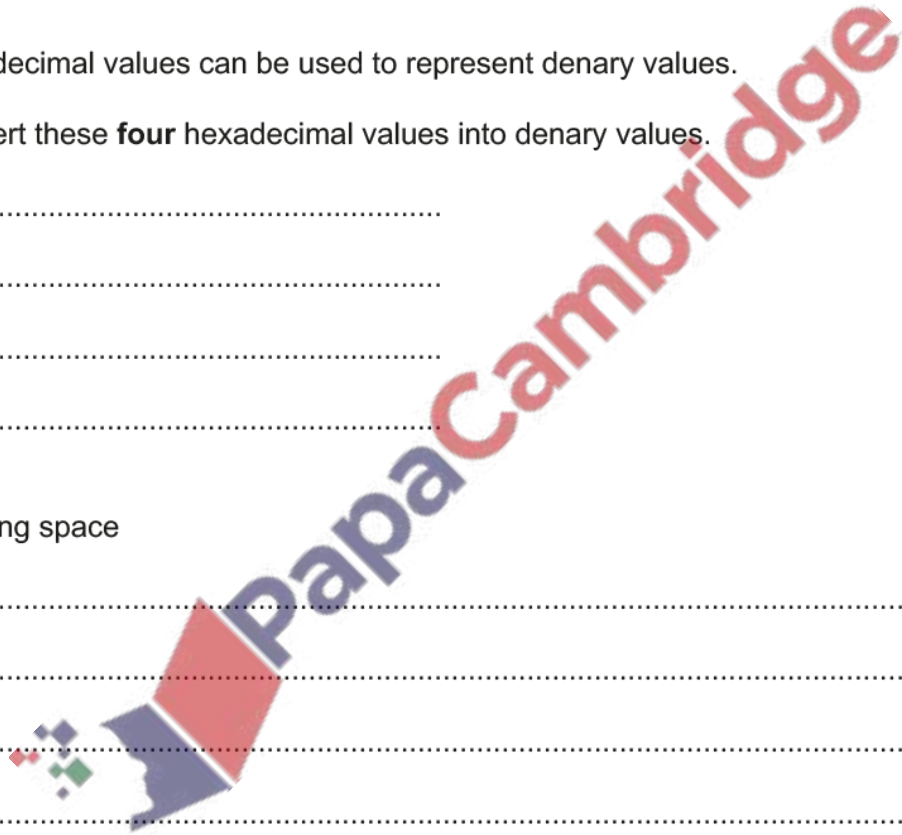 decimal values can be used to represent denary values.
ert these four hexadecimal values into denary values.
....................................................
....................................................
....................................................
....................................................
ng space
PapaCambridge